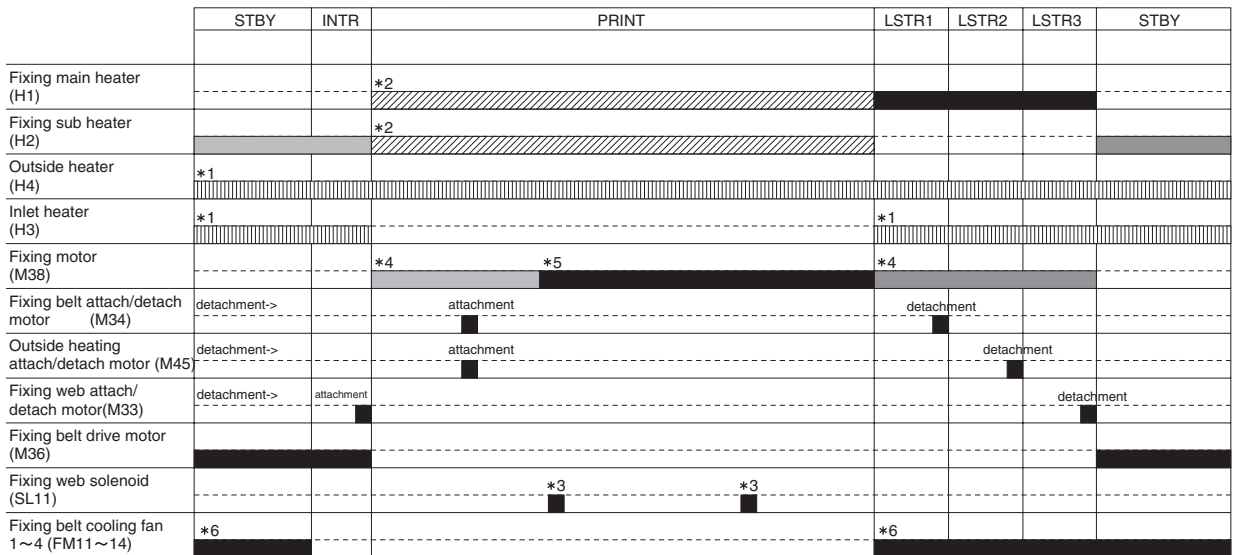 STBY INTR PRINT LSTR1 LSTR2 LSTR3 STBY
Fixing main heater
(H1)
*2
Fixing sub heater
(H2)
*2
Outside heater
(H4)
*1
Inlet heater
(H3)
*1 *1
Fixing motor
(M38)
*4 *5 *4
Fixing belt attach/detach
motor (M34)
detachment-> attachment detachment
Outside heating
attach/detach motor (M45)
detachment-> attachment detachment
Fixing web attach/
detach motor(M33)
detachment-> attachment detachment
Fixing belt drive motor
(M36)
Fixing web solenoid
(SL11)
*3 *3
Fixing belt cooling fan
1～4 (FM11～14)
*6 *6